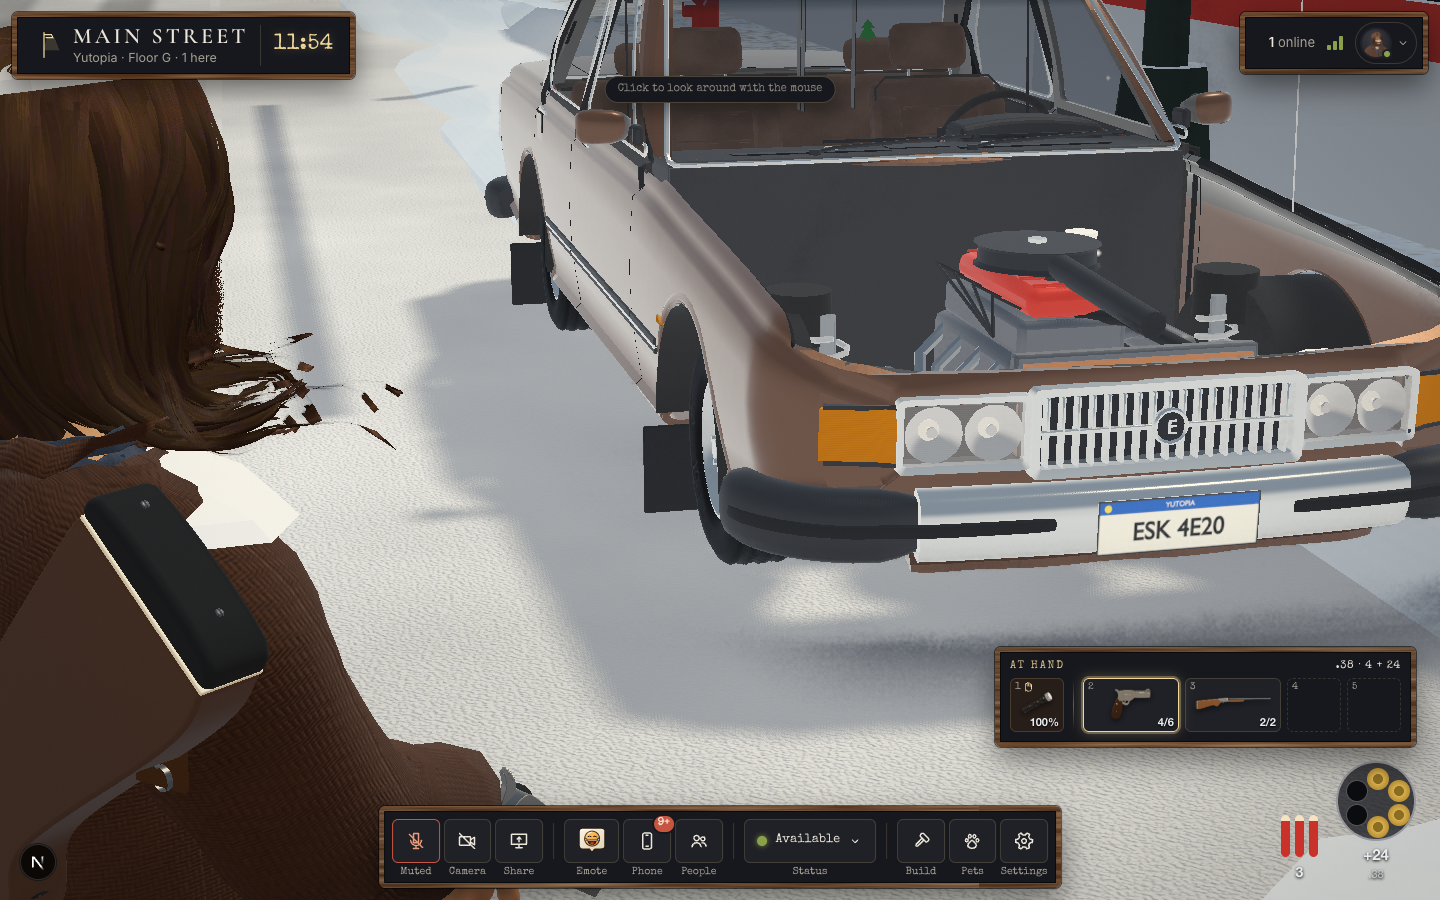 MAIN STREET
Yutopia · Floor G · 1 here
11:54
1 online
Click to look around with the mouse
E
YUTOPIA
ESK 4E20
AT HAND
.38 · 4 + 24
1
100%
2
4/6
3
2/2
4
5
3
+24
.38
9+
Available
Muted
Camera
Share
Emote
Phone
People
Status
Build
Pets
Settings
N